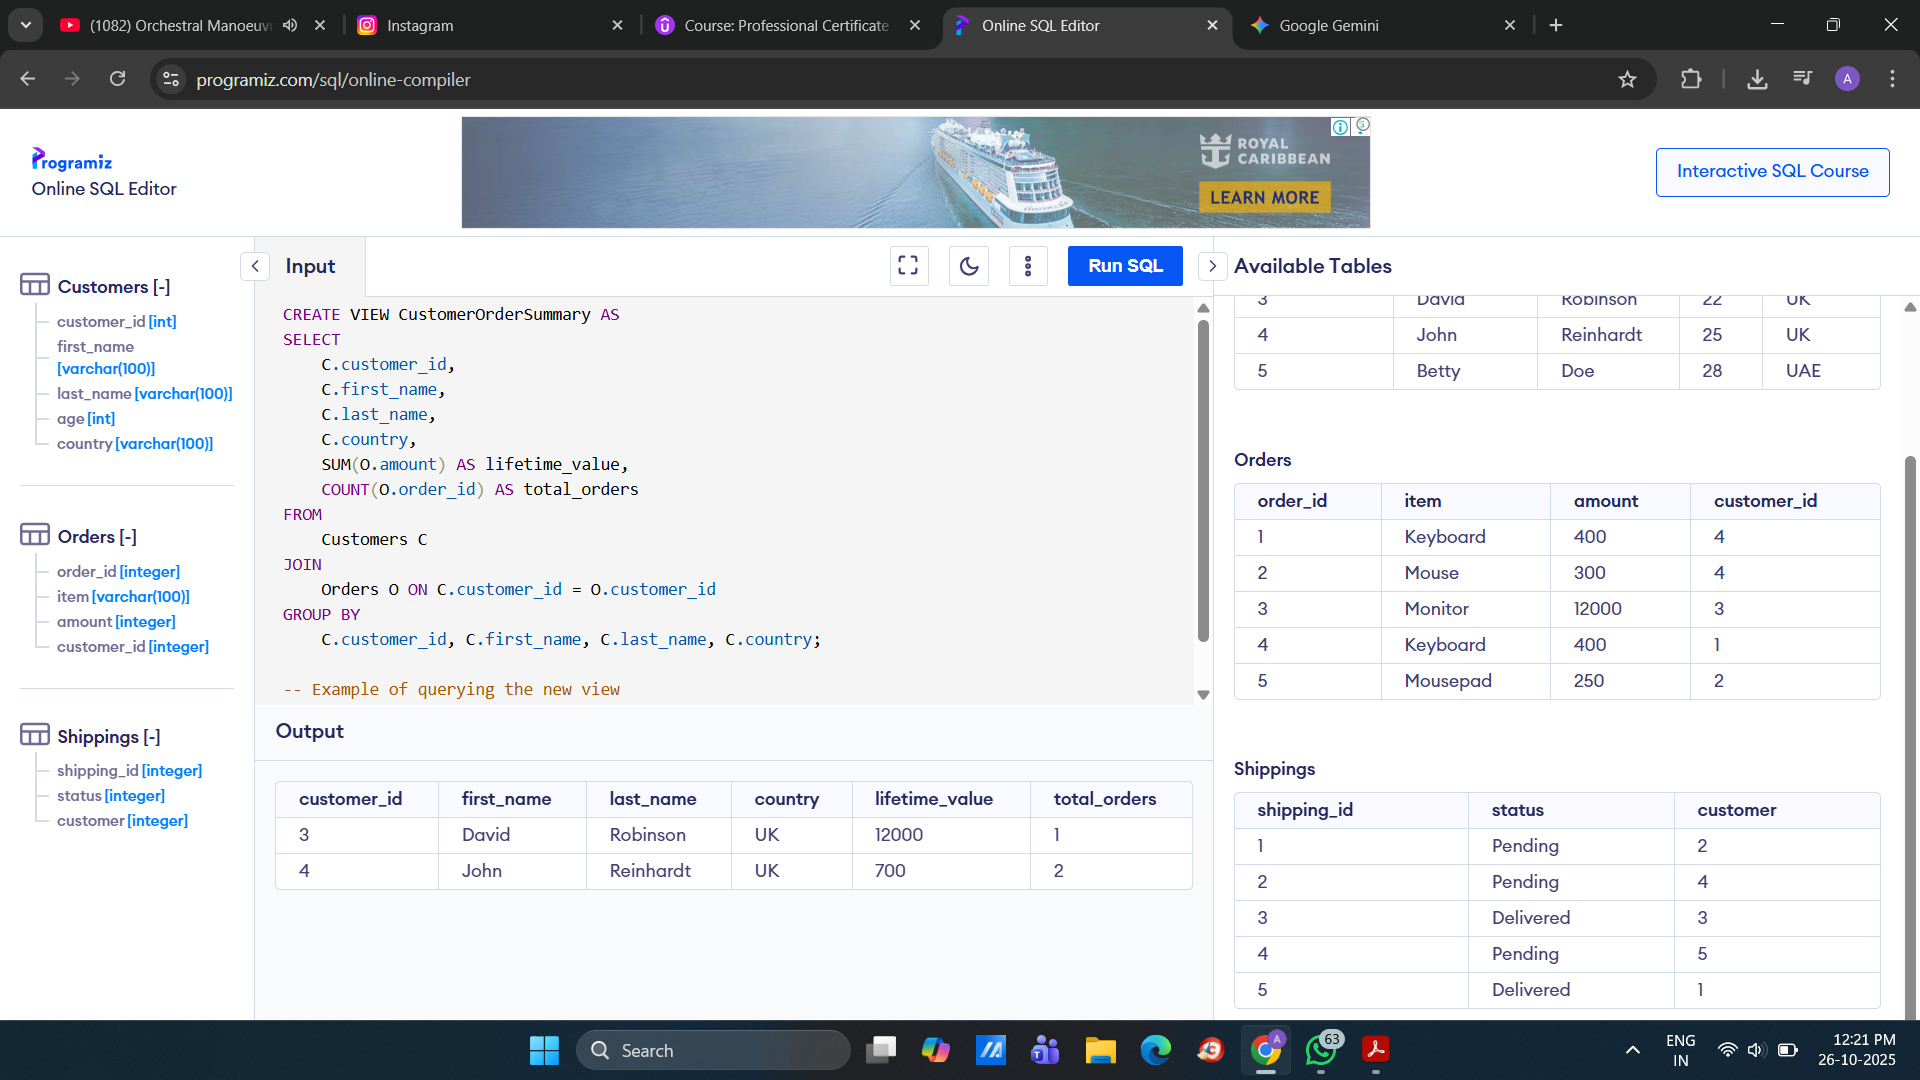 (1082) Orchestral Manoeuvr
Instagram
Course: Professional Certificate
Online SQL Editor
Google Gemini
programiz.com/sql/online-compiler
A
Programiz
Online SQL Editor
ROYAL
CARIBBEAN
LEARN MORE
Interactive SQL Course
Customers [-]
customer_id [int]
first_name
[varchar(100)]
last_name [varchar(100)]
age [int]
country [varchar(100)]
Orders [-]
order_id [integer]
item [varchar(100)]
amount [integer]
customer_id [integer]
Shippings [-]
shipping_id [integer]
status [integer]
customer [integer]
Input
Run SQL
CREATE VIEW CustomerOrderSummary AS
SELECT
C.customer_id,
C.first_name,
C.last_name,
C.country,
SUM(O.amount) AS lifetime_value,
COUNT(O.order_id) AS total_orders
FROM
Customers C
JOIN
Orders O ON C.customer_id = O.customer_id
GROUP BY
C.customer_id, C.first_name, C.last_name, C.country;
-- Example of querying the new view
Output
customer_id first_name last_name country lifetime_value total_orders
3 David Robinson UK 12000 1
4 John Reinhardt UK 700 2
Available Tables
3 David Robinson 22 UK
4 John Reinhardt 25 UK
5 Betty Doe 28 UAE
Orders
order_id item amount customer_id
1 Keyboard 400 4
2 Mouse 300 4
3 Monitor 12000 3
4 Keyboard 400 1
5 Mousepad 250 2
Shippings
shipping_id status customer
1 Pending 2
2 Pending 4
3 Delivered 3
4 Pending 5
5 Delivered 1
Search
A
63
ENG
IN
12:21 PM
26-10-2025